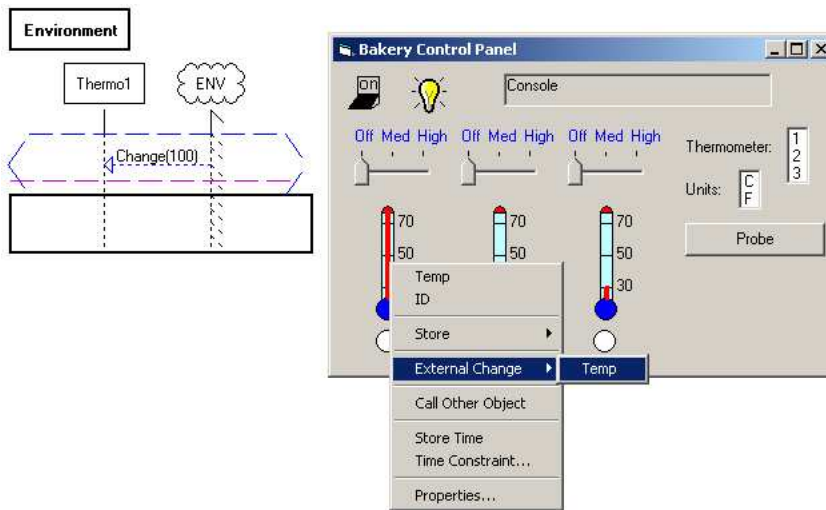 Environment
Thermo1
ENV
Change(100)
Bakery Control Panel
on
Console
Off Med High Off Med High Off Med High
Thermometer: 1
2
3
Units: C
F
Probe
70 70 70
50 50 50
30
Temp
ID
Store
External Change Temp
Call Other Object
Store Time
Time Constraint...
Properties...